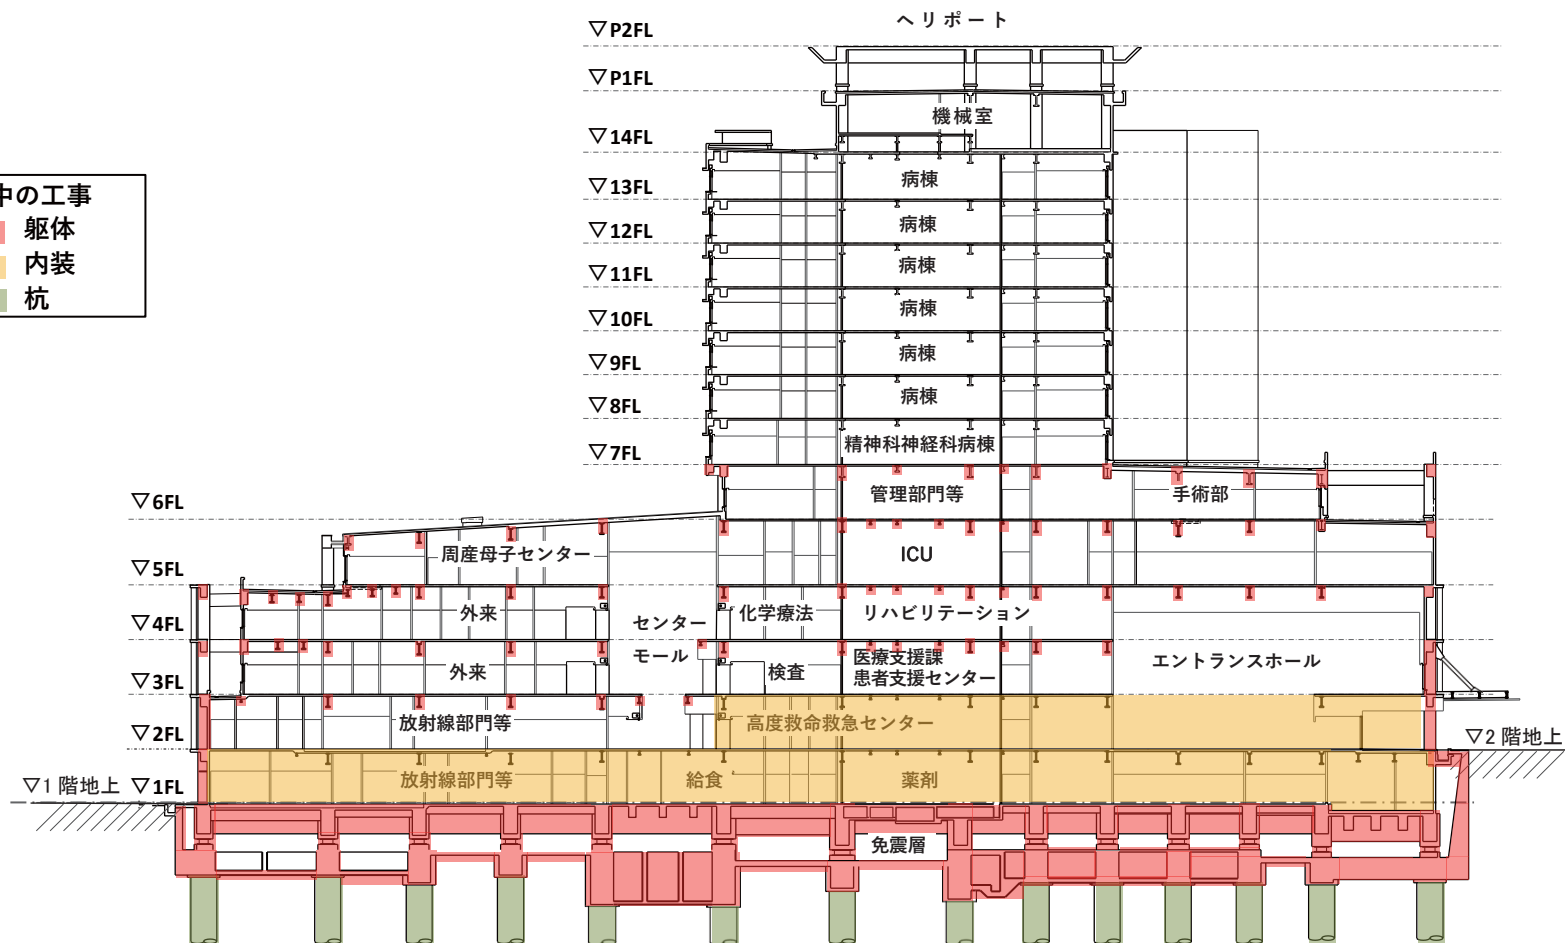 ヘリポート
▽P2FL
▽P1FL
機械室
▽14FL
中の工事
躯体
内装
杭
病棟
▽13FL
病棟
▽12FL
病棟
▽11FL
病棟
▽10FL
病棟
▽9FL
病棟
▽8FL
精神科神経科病棟
▽7FL
管理部門等
手術部
▽6FL
周産母子センター
ICU
▽5FL
外来
化学療法
リハビリテーション
▽4FL
センター
モール
外来
検査
医療支援課
患者支援センター
エントランスホール
▽3FL
放射線部門等
高度救命救急センター
▽2FL
▽2階地上
▽1階地上
▽1FL
放射線部門等
給食
薬剤
免震層